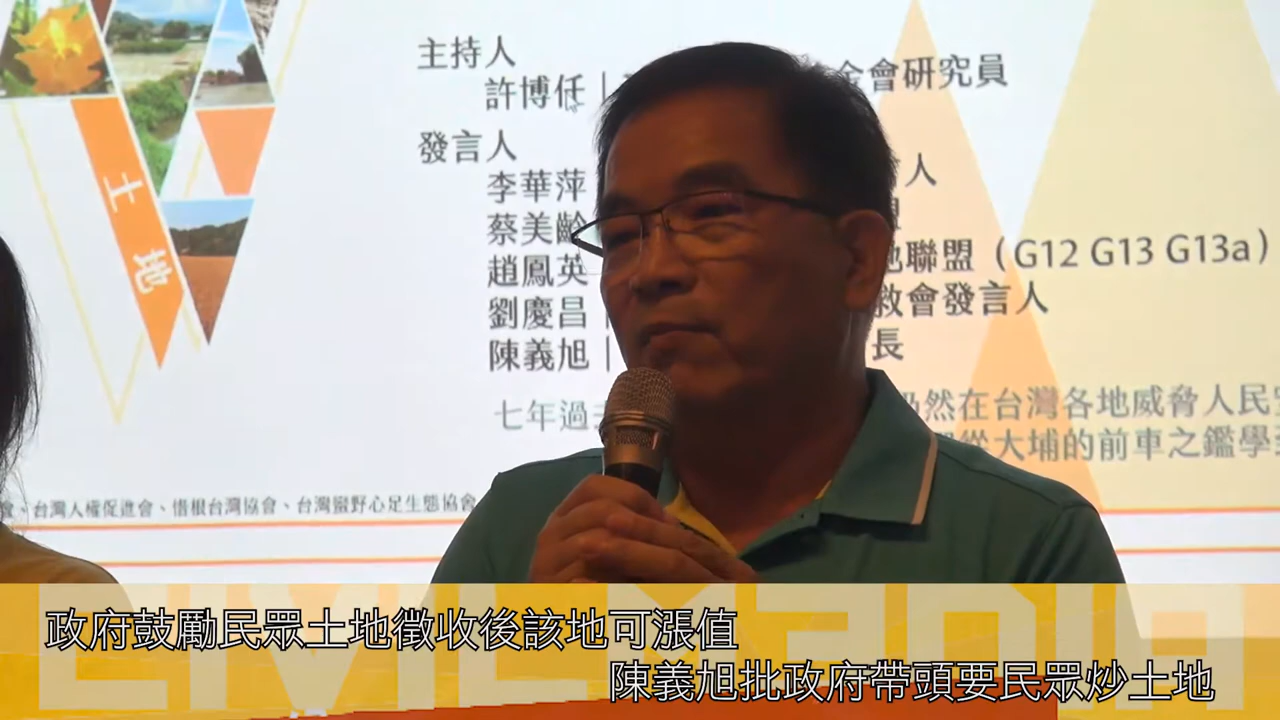 主持人
許博任｜ 金會研究員
發言人
李華萍 人
蔡美齡
趙鳳英 地聯盟（G12 G13 G13a）
劉慶昌｜ 救會發言人
陳義旭｜ 長
七年過去 仍然在台灣各地威脅人民
從大埔的前車之鑑學
、台灣人權促進會、惜根台灣協會、台灣蠻野心足生態協會
土地
CIVILMEDIA
政府鼓勵民眾土地徵收後該地可漲值
陳義旭批政府帶頭要民眾炒土地